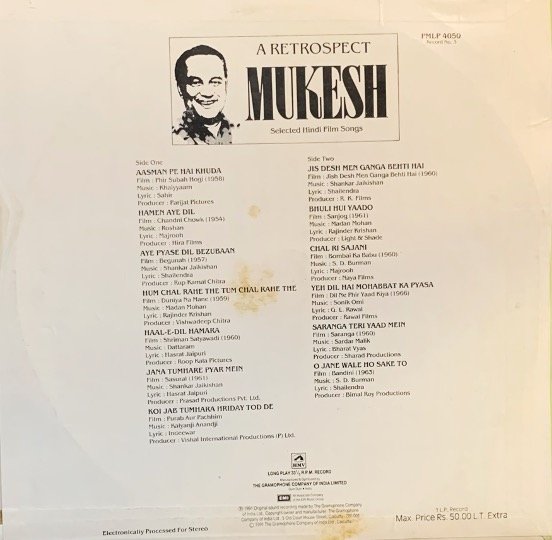 A RETROSPECT
MUKESH
Selected Hindi Film Songs
PMLP 4050
Record No. 3
Side One
AASMAN PE HAI KHUDA
Film : Phir Subah Hogi (1958)
Music : Khaiyyaam
Lyric : Sahir
Producer : Parijat Pictures
HAMEN AYE DIL
Film : Chandni Chowk (1954)
Music : Roshan
Lyric : Majrooh
Producer : Hira Films
AYE PYASE DIL BEZUBAAN
Film : Begunah (1957)
Music : Shankar Jaikishan
Lyric : Shailendra
Producer : Rup Kamal Chitra
HUM CHAL RAHE THE TUM CHAL RAHE THE
Film : Duniya Na Mane (1959)
Music : Madan Mohan
Lyric : Rajinder Krishan
Producer : Vishwadeep Chitra
HAAL-E-DIL HAMARA
Film : Shriman Satyawadi (1960)
Music : Dattaram
Lyric : Hasrat Jaipuri
Producer : Roop Kala Pictures
JANA TUMHARE PYAR MEIN
Film : Sasural (1961)
Music : Shankar Jaikishan
Lyric : Hasrat Jaipuri
Producer : Prasad Productions Pvt. Ltd.
KOI JAB TUMHARA HRIDAY TOD DE
Film : Purab Aur Pachhim
Music : Kalyanji Anandji
Lyric : Indeewar
Producer : Vishal International Productions (P) Ltd.
Side Two
JIS DESH MEN GANGA BEHTI HAI
Film : Jish Desh Men Ganga Behti Hai (1960)
Music : Shankar Jaikishan
Lyric : Shailendra
Producer : R. K. Films
BHULI HUI YAADO
Film : Sanjog (1961)
Music : Madan Mohan
Lyric : Rajinder Krishan
Producer : Light & Shade
CHAL RI SAJANI
Film : Bombai Ka Babu (1960)
Music : S. D. Burman
Lyric : Majrooh
Producer : Naya Films
YEH DIL HAI MOHABBAT KA PYASA
Film : Dil Ne Phir Yaad Kiya (1966)
Music : Sonik Omi
Lyric : G. L. Rawal
Producer : Rawal Films
SARANGA TERI YAAD MEIN
Film : Saranga (1960)
Music : Sardar Malik
Lyric : Bharat Vyas
Producer : Sharad Productions
O JANE WALE HO SAKE TO
Film : Bandini (1963)
Music : S. D. Burman
Lyric : Shailendra
Producer : Bimal Roy Productions
HMV
LONG PLAY 33⅓ R.P.M. RECORD
THE GRAMOPHONE COMPANY OF INDIA LIMITED
EMI
Electronically Processed For Stereo
T.L.P. Record
Max. Price Rs. 50.00 L.T. Extra